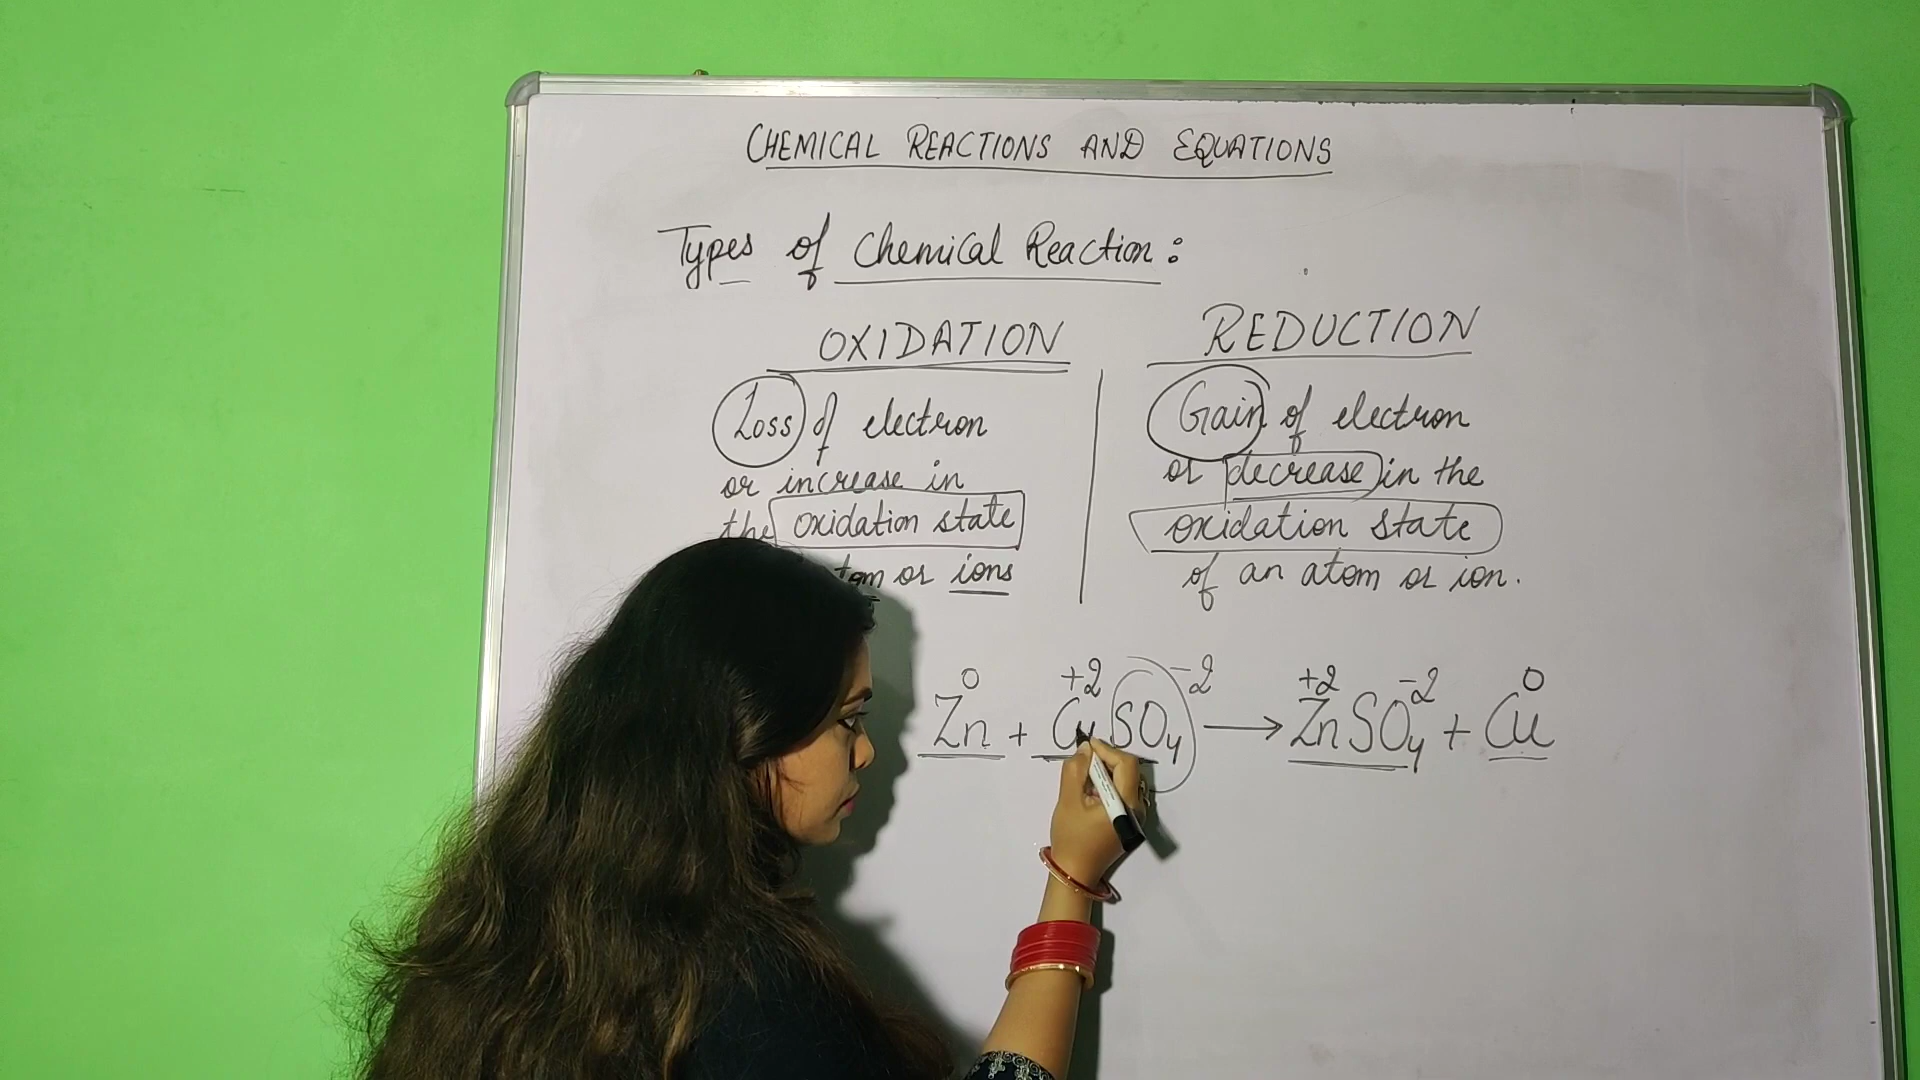 CHEMICAL REACTIONS AND EQUATIONS
Types of Chemical Reaction:
OXIDATION
Loss of electron
or increase in
the oxidation state
or ions
REDUCTION
Gain of electron
or decrease in the
oxidation state
of an atom or ion.
0 +2 -2 +2 -2 0
Zn + CuSO4 → ZnSO4 + Cu